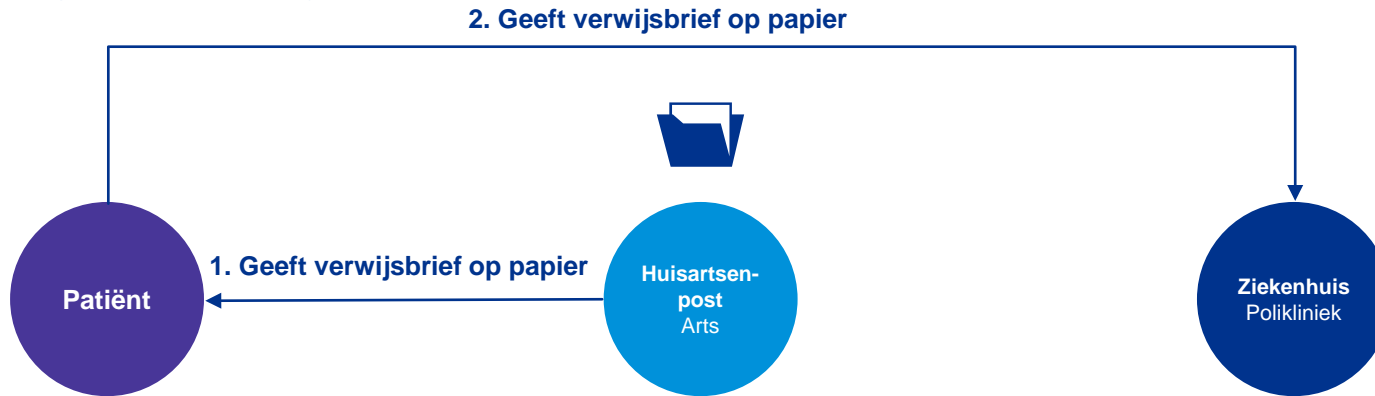 2. Geeft verwijsbrief op papier
1. Geeft verwijsbrief op papier
Patiënt
Huisartsen-
post
Arts
Ziekenhuis
Polikliniek